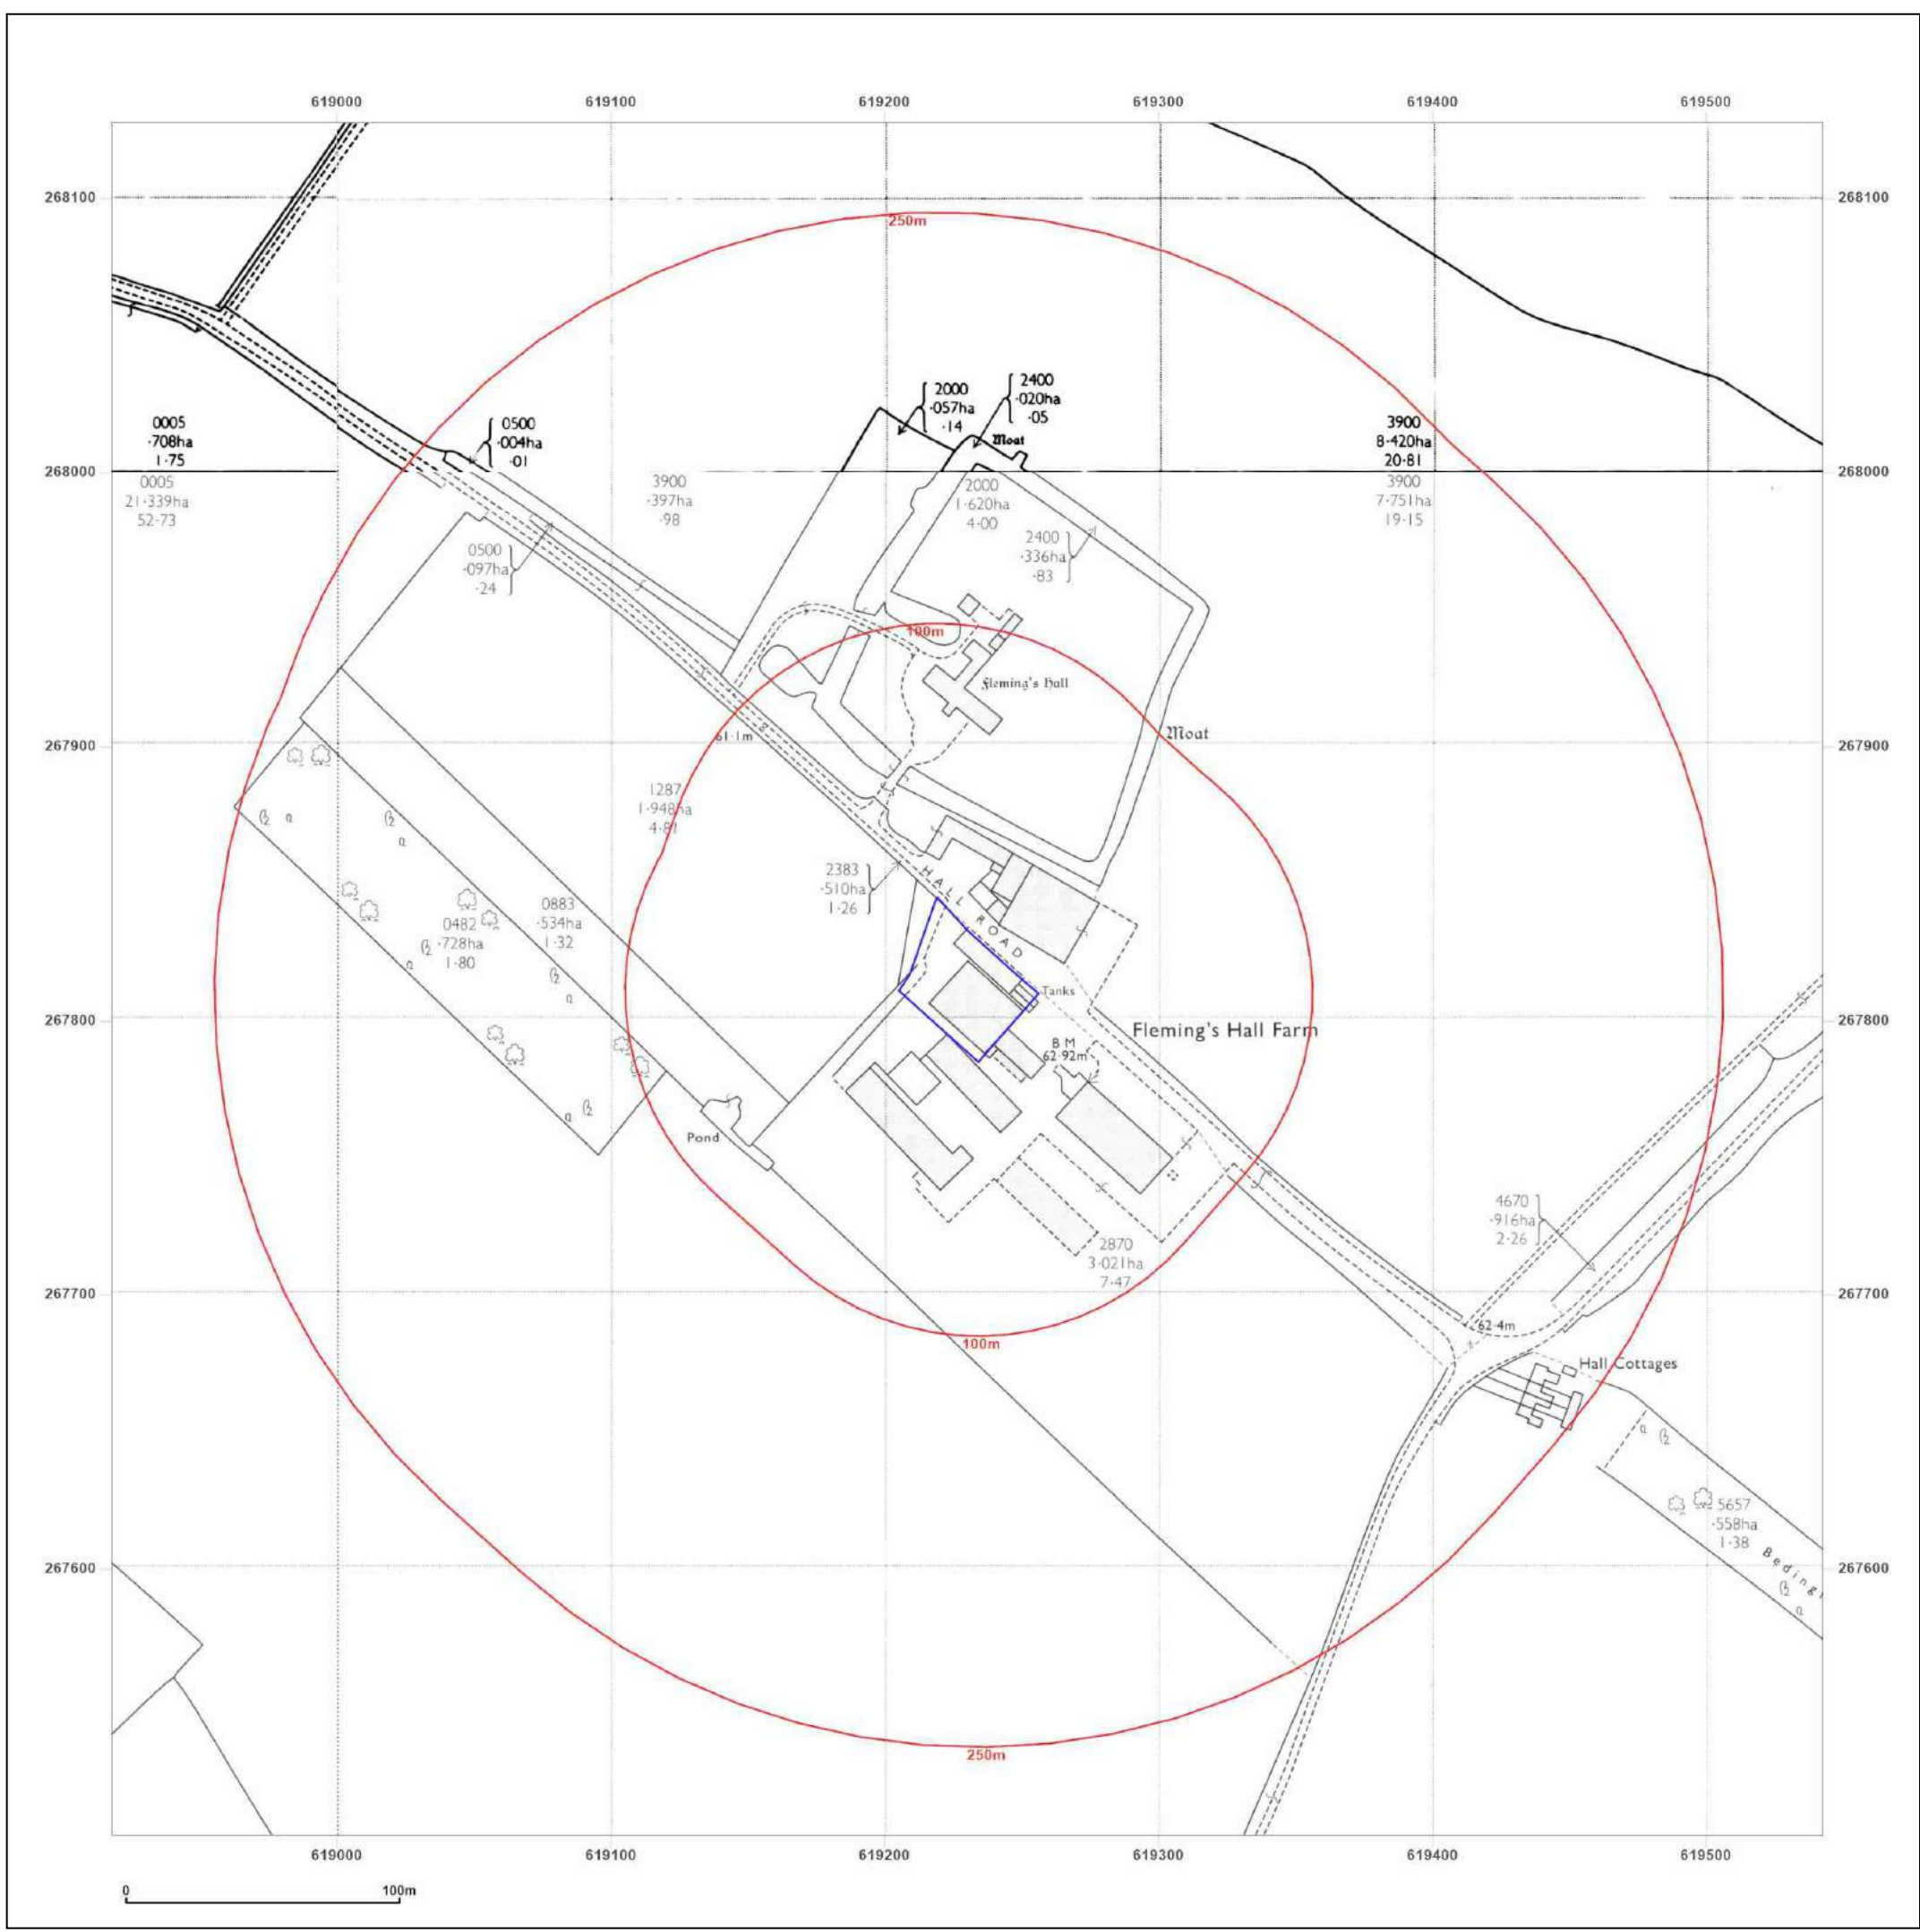 619000 619100 619200 619300 619400 619500
268100 268100
250m
2000
·057ha
·14
2400
·020ha
·05
Moat
0005
·708ha
1·75
0500
·004ha
·01
3900
8·420ha
20·81
268000 268000
0005
21·339ha
52·73
3900
·397ha
·98
2000
1·620ha
4·00
3900
7·751ha
19·15
2400
·336ha
·83
0500
·097ha
·24
100m
Fleming's Hall
Moat
61·1m
267900 267900
1287
1·948ha
4·81
2383
·510ha
1·26
HALL ROAD
0883
·534ha
1·32
0482
·728ha
1·80
Tanks
267800 267800
Fleming's Hall Farm
B M
62·92m
Pond
4670
·916ha
2·26
2870
3·021ha
7·47
267700 267700
62·4m
100m
Hall Cottages
5657
·558ha
1·38
267600 267600
250m
619000 619100 619200 619300 619400 619500
0 100m